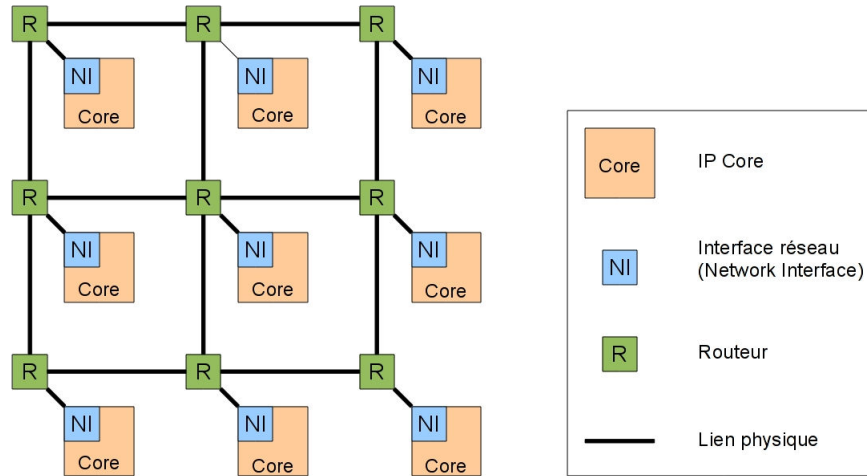 R R R
NI NI NI
Core Core Core
R R R
NI NI NI
Core Core Core
R R R
NI NI NI
Core Core Core
Core IP Core
NI Interface réseau
(Network Interface)
R Routeur
Lien physique